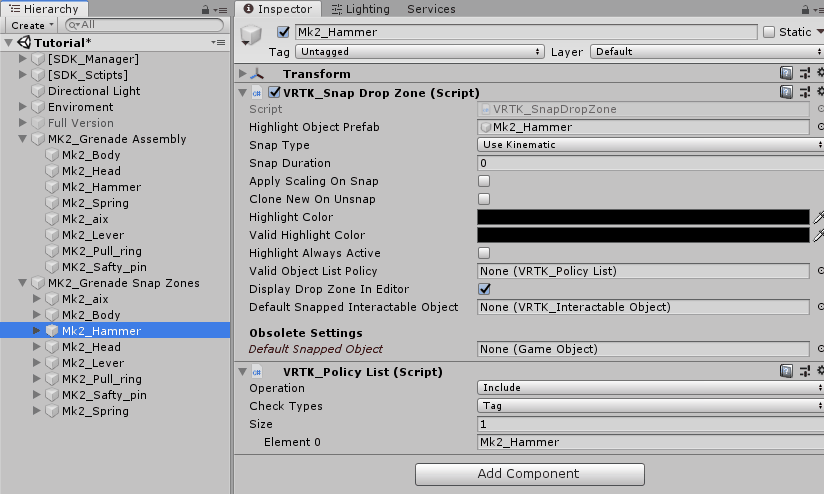 Hierarchy
Create
All
Tutorial*
[SDK_Manager]
[SDK_Sctipts]
Directional Light
Enviroment
Full Version
MK2_Grenade Assembly
Mk2_Body
Mk2_Head
Mk2_Hammer
Mk2_Spring
Mk2_aix
Mk2_Lever
MK2_Pull_ring
MK2_Safty_pin
MK2_Grenade Snap Zones
Mk2_aix
Mk2_Body
Mk2_Hammer
Mk2_Head
Mk2_Lever
MK2_Pull_ring
MK2_Safty_pin
Mk2_Spring
Inspector Lighting Services
Mk2_Hammer Static
Tag Untagged Layer Default
Transform
VRTK_Snap Drop Zone (Script)
Script VRTK_SnapDropZone
Highlight Object Prefab Mk2_Hammer
Snap Type Use Kinematic
Snap Duration 0
Apply Scaling On Snap
Clone New On Unsnap
Highlight Color
Valid Highlight Color
Highlight Always Active
Valid Object List Policy None (VRTK_Policy List)
Display Drop Zone In Editor
Default Snapped Interactable Object None (VRTK_Interactable Object)
Obsolete Settings
Default Snapped Object None (Game Object)
VRTK_Policy List (Script)
Operation Include
Check Types Tag
Size 1
Element 0 Mk2_Hammer
Add Component